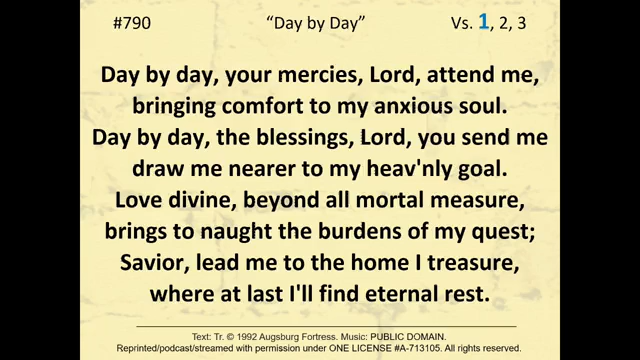 #790 “Day by Day” Vs. 1, 2, 3
Day by day, your mercies, Lord, attend me,
bringing comfort to my anxious soul.
Day by day, the blessings, Lord, you send me
draw me nearer to my heav'nly goal.
Love divine, beyond all mortal measure,
brings to naught the burdens of my quest;
Savior, lead me to the home I treasure,
where at last I'll find eternal rest.
Text: Tr. © 1992 Augsburg Fortress. Music: PUBLIC DOMAIN.
Reprinted/podcast/streamed with permission under ONE LICENSE #A-713105. All rights reserved.